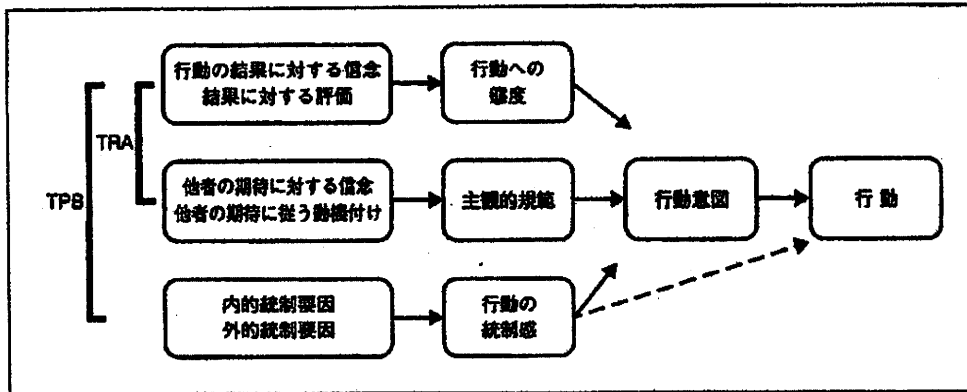 行動の結果に対する信念
結果に対する評価
行動への
態度
TRA
TPB
他者の期待に対する信念
他者の期待に従う動機付け
主観的規範
行動意図
行 動
内的統制要因
外的統制要因
行動の
統制感